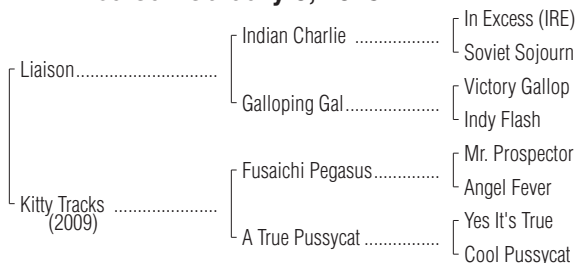 Indian Charlie ................... In Excess (IRE)
Soviet Sojourn
Liaison...............................
Galloping Gal..................... Victory Gallop
Indy Flash
Fusaichi Pegasus............... Mr. Prospector
Angel Fever
Kitty Tracks .......................
(2009)
A True Pussycat ................. Yes It's True
Cool Pussycat